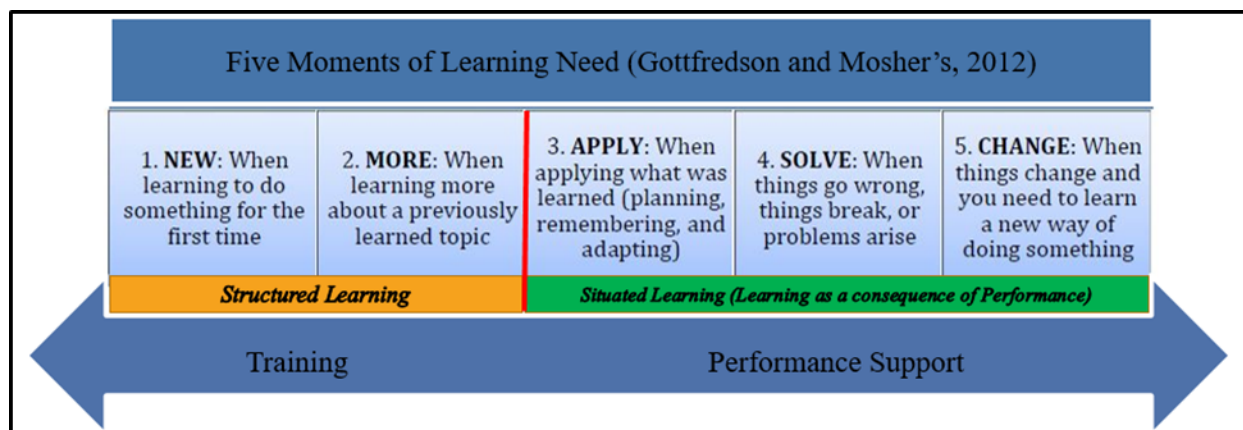 Five Moments of Learning Need (Gottfredson and Mosher's, 2012)
1. NEW: When
learning to do
something for the
first time
2. MORE: When
learning more
about a previously
learned topic
3. APPLY: When
applying what was
learned (planning,
remembering, and
adapting)
4. SOLVE: When
things go wrong,
things break, or
problems arise
5. CHANGE: When
things change and
you need to learn
a new way of
doing something
Structured Learning
Situated Learning (Learning as a consequence of Performance)
Training
Performance Support